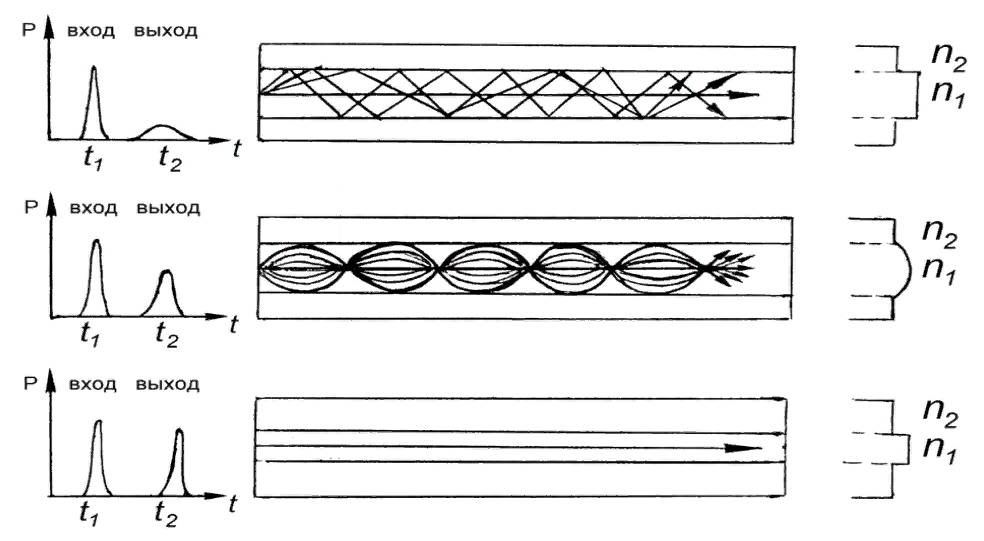 P вход выход
t1 t2 t
n2
n1
P вход выход
t1 t2 t
n2
n1
P вход выход
t1 t2 t
n2
n1